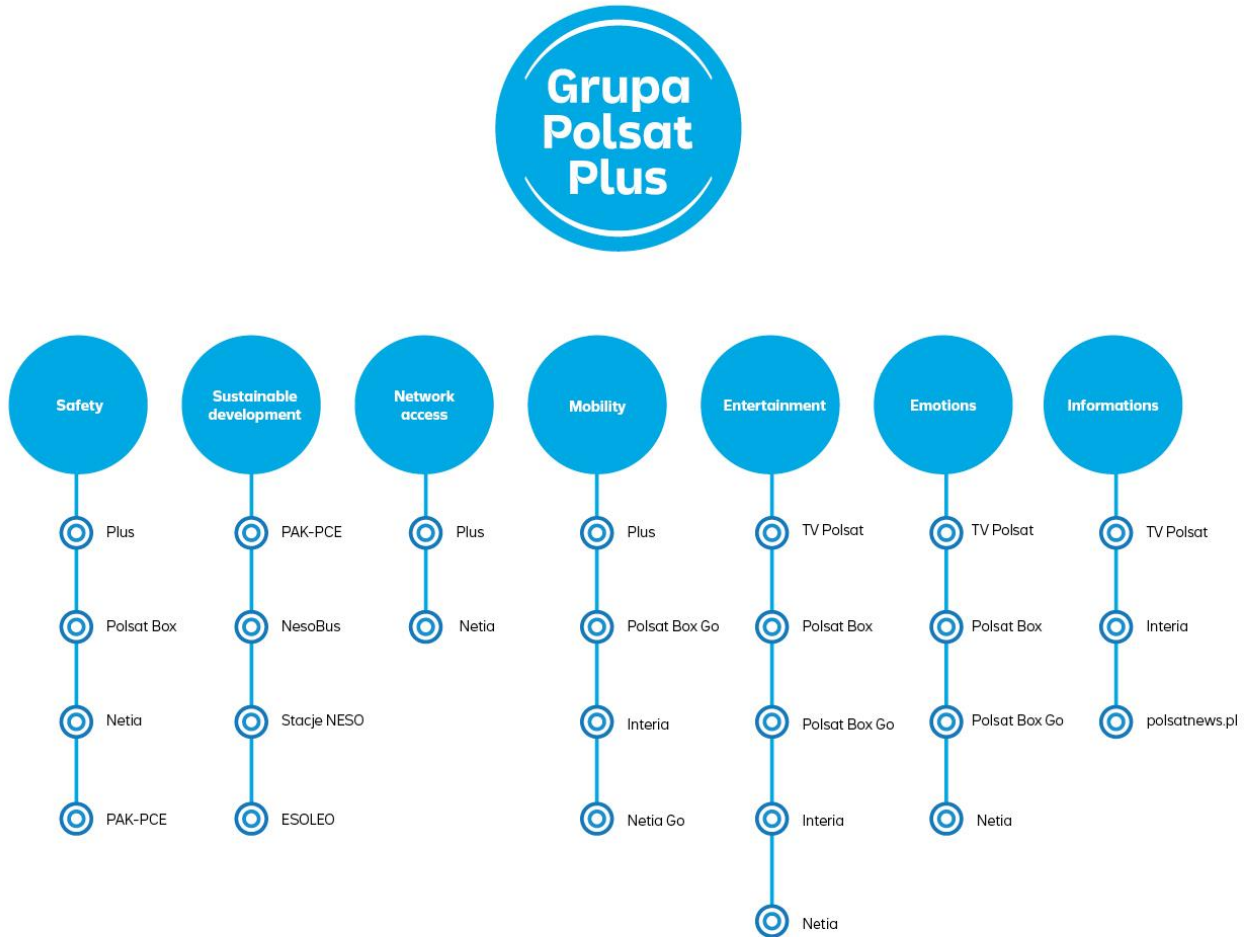 Grupa
Polsat
Plus
Safety
Plus
Polsat Box
Netia
PAK-PCE
Sustainable
development
PAK-PCE
NesoBus
Stacje NESO
ESOLEO
Network
access
Plus
Netia
Mobility
Plus
Polsat Box Go
Interia
Netia Go
Entertainment
TV Polsat
Polsat Box
Polsat Box Go
Interia
Netia
Emotions
TV Polsat
Polsat Box
Polsat Box Go
Netia
Informations
TV Polsat
Interia
polsatnews.pl